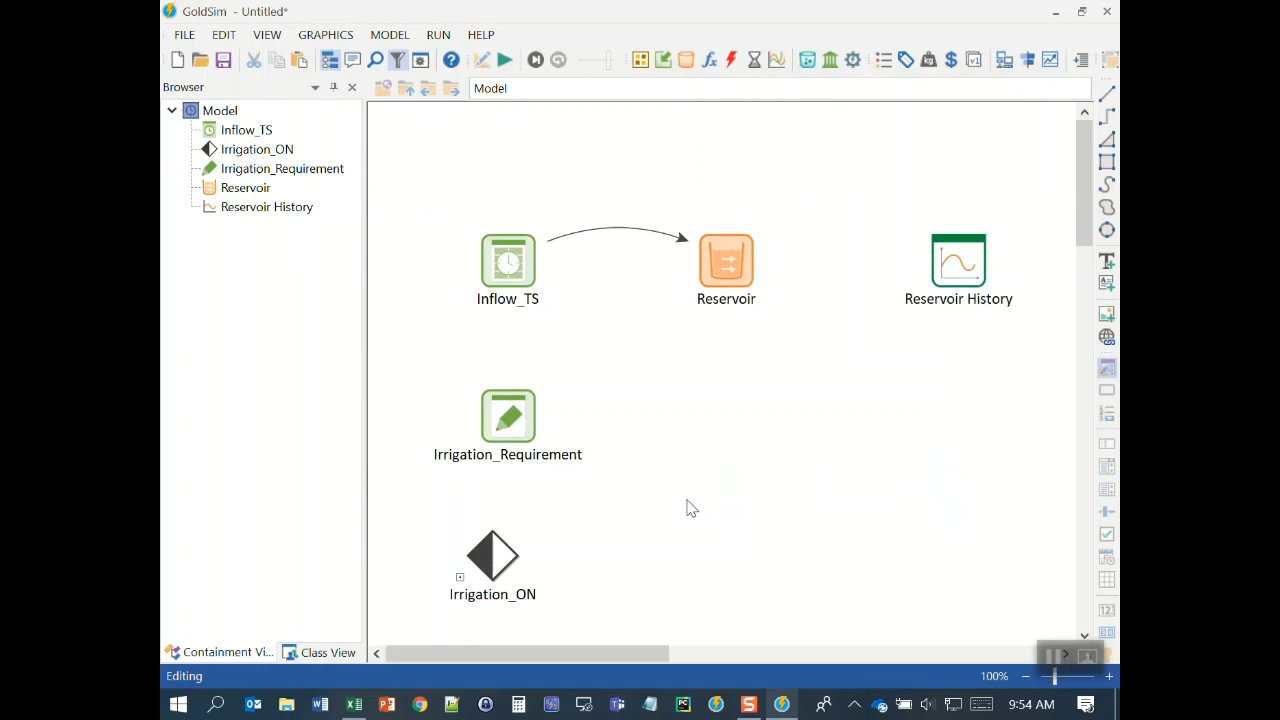 GoldSim - Untitled*
FILE EDIT VIEW GRAPHICS MODEL RUN HELP
Browser
Model
Model
Inflow_TS
Irrigation_ON
Irrigation_Requirement
Reservoir
Reservoir History
Inflow_TS
Reservoir
Reservoir History
Irrigation_Requirement
Irrigation_ON
Containment Vi... Class View
Editing 100%
9:54 AM